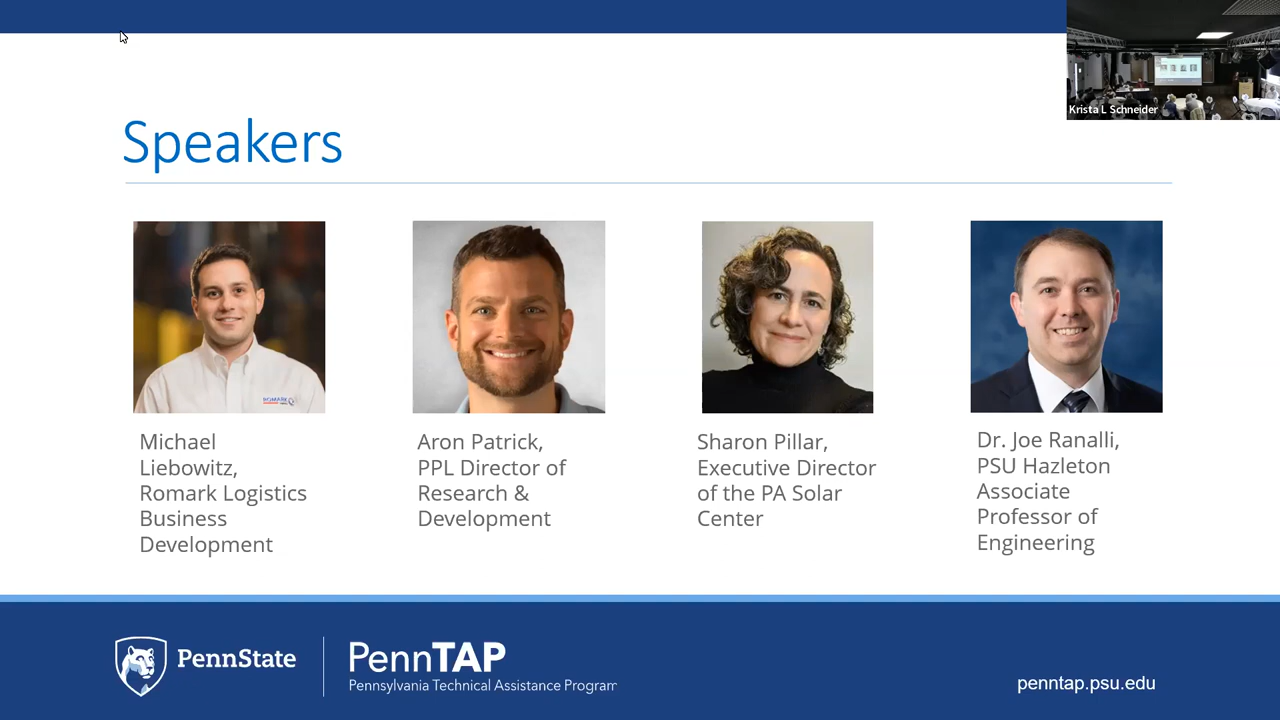 Krista L Schneider
Speakers
Michael
Liebowitz,
Romark Logistics
Business
Development
Aron Patrick,
PPL Director of
Research &
Development
Sharon Pillar,
Executive Director
of the PA Solar
Center
Dr. Joe Ranalli,
PSU Hazleton
Associate
Professor of
Engineering
PennState
PennTAP
Pennsylvania Technical Assistance Program
penntap.psu.edu